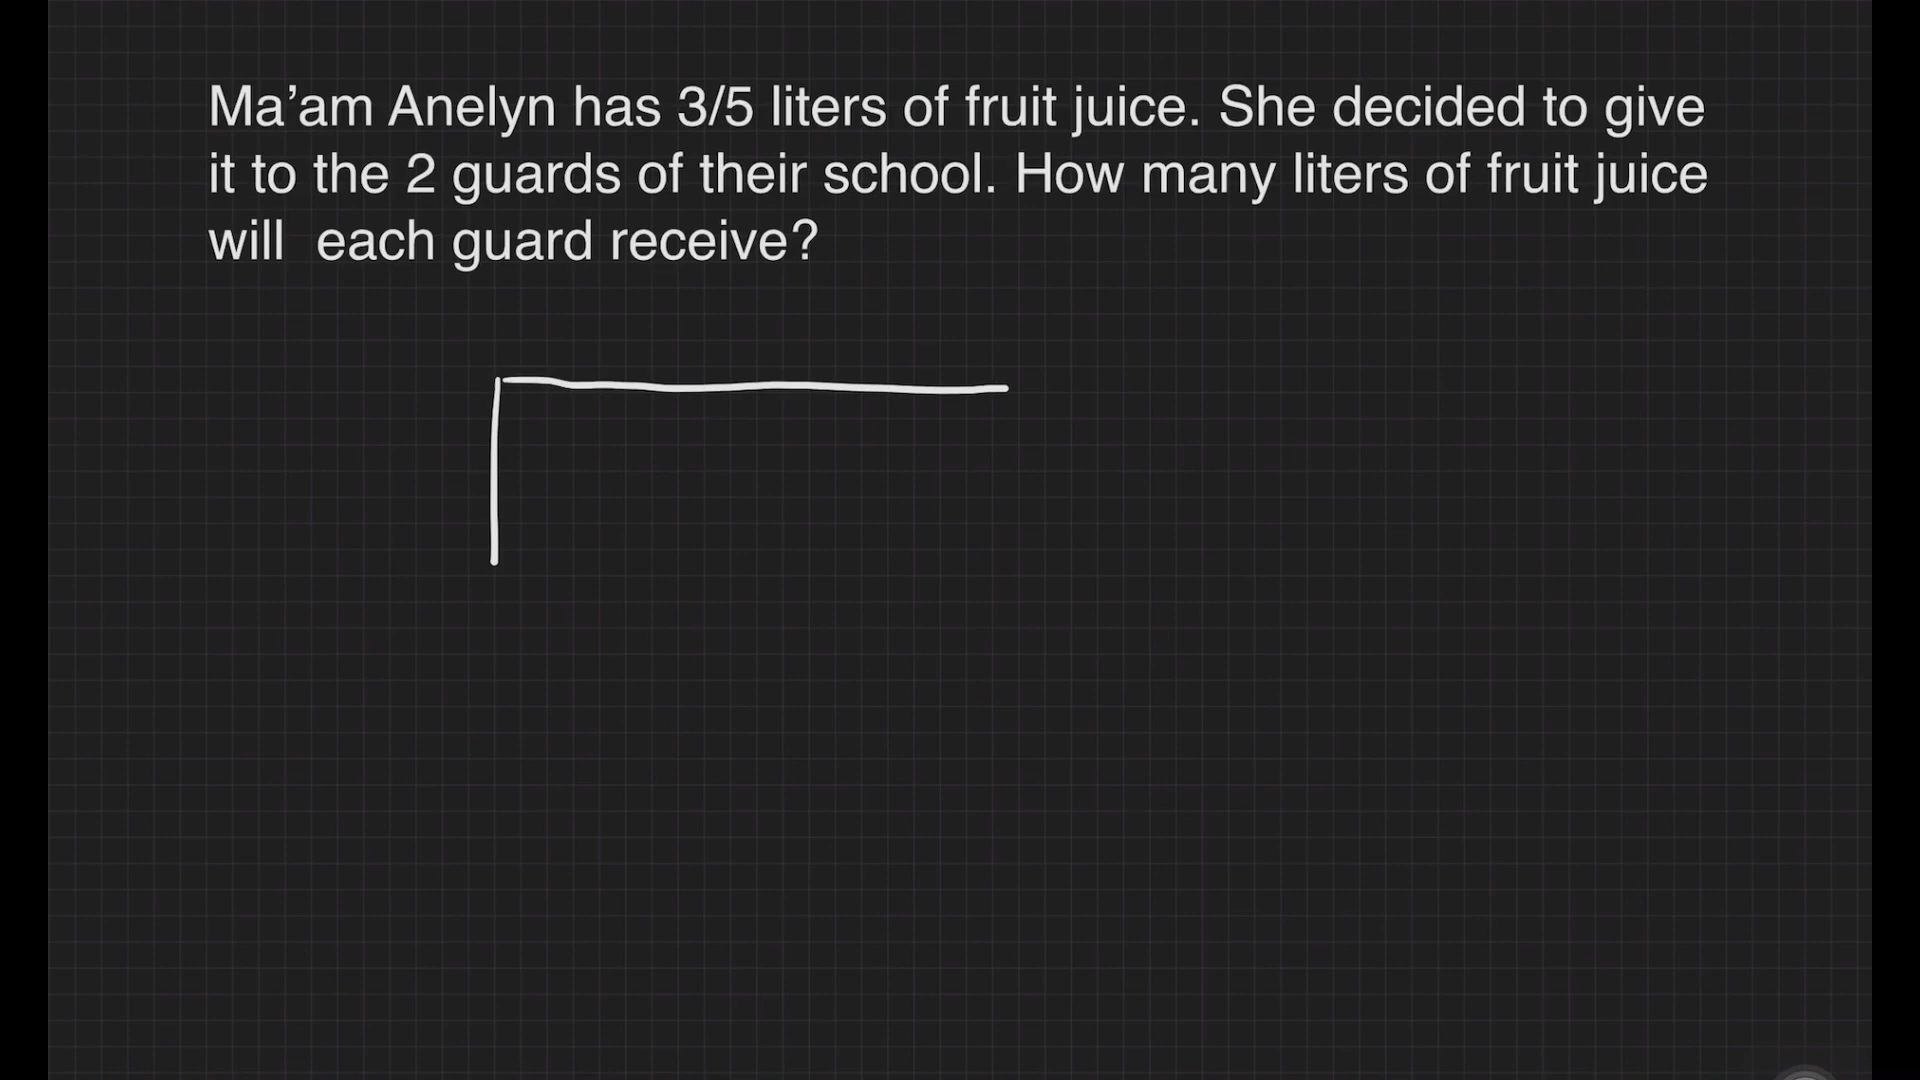 Ma’am Anelyn has 3/5 liters of fruit juice. She decided to give
it to the 2 guards of their school. How many liters of fruit juice
will  each guard receive?